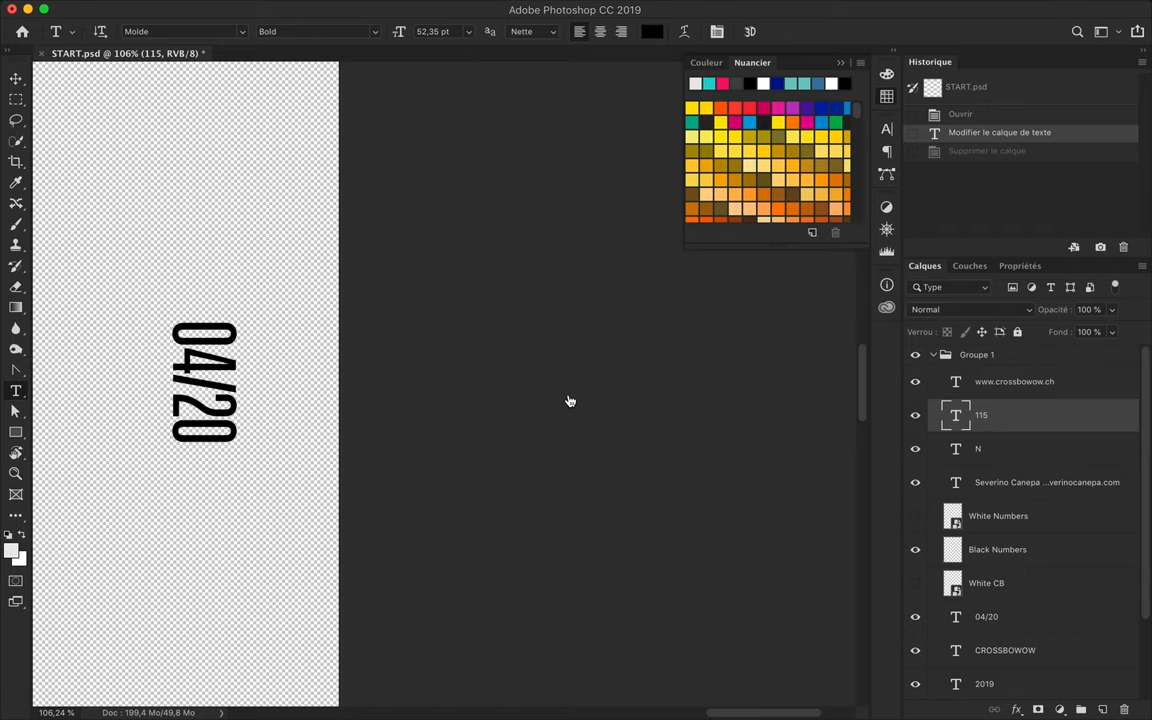 Adobe Photoshop CC 2019
Molde
Bold
52,35 pt
aa
Nette
3D
START.psd @ 106% (115, RVB/8) *
Couleur
Nuancier
Historique
START.psd
Ouvrir
Modifier le calque de texte
Supprimer le calque
Calques
Couches
Propriétés
Type
Normal
Opacité : 100 %
Verrou :
Fond : 100 %
Groupe 1
www.crossbowow.ch
115
N
Severino Canepa ...verinocanepa.com
White Numbers
Black Numbers
White CB
04/20
CROSSBOWOW
2019
04/20
106,24 %
Doc : 199,4 Mo/49,8 Mo